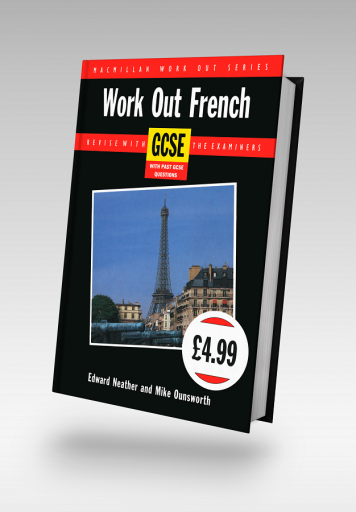 MACMILLAN WORK OUT SERIES
Work Out French
REVISE WITH GCSE THE EXAMINERS
WITH PAST GCSE
QUESTIONS
£4.99
Edward Neather and Mike Ounsworth